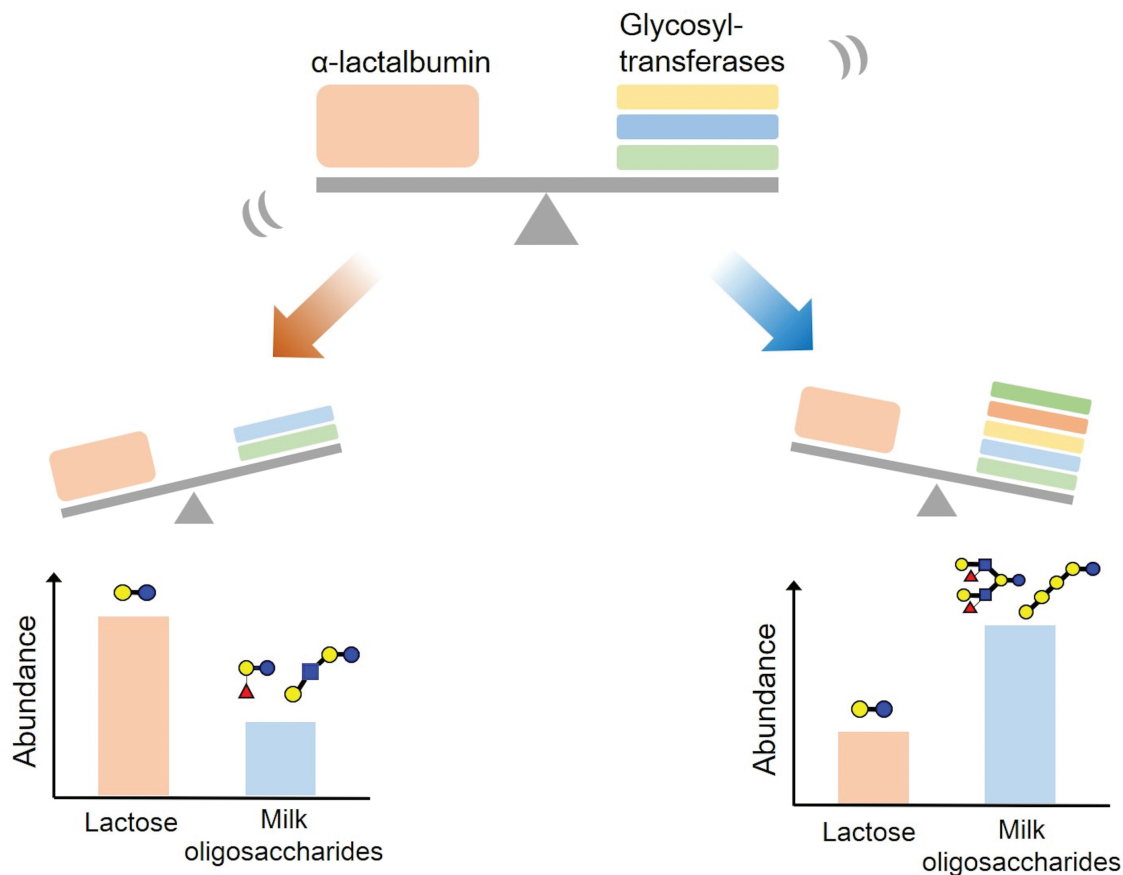 α-lactalbumin
Glycosyl-
transferases
Abundance
Lactose
Milk
oligosaccharides
Abundance
Lactose
Milk
oligosaccharides